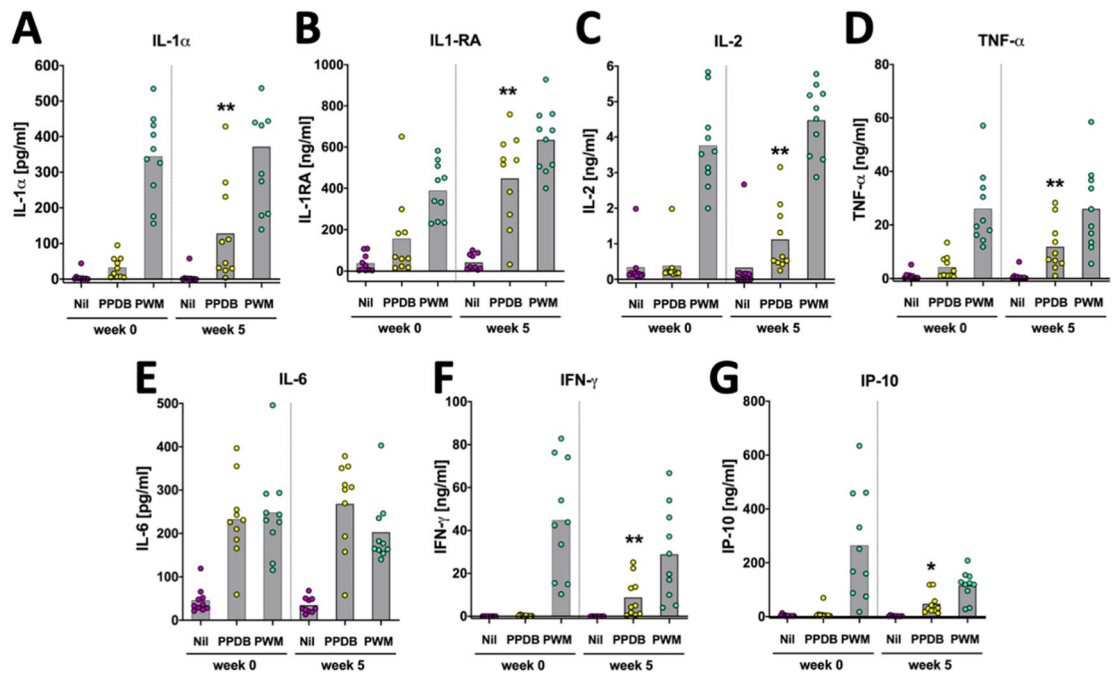 A
IL-1α
IL-1α [pg/ml]
600
500
400
300
200
100
0
**
Nil PPDB PWM Nil PPDB PWM
week 0 week 5
B
IL1-RA
IL-1RA [ng/ml]
1000
800
600
400
200
0
**
Nil PPDB PWM Nil PPDB PWM
week 0 week 5
C
IL-2
IL-2 [ng/ml]
6
4
2
0
**
Nil PPDB PWM Nil PPDB PWM
week 0 week 5
D
TNF-α
TNF-α [ng/ml]
80
60
40
20
0
**
Nil PPDB PWM Nil PPDB PWM
week 0 week 5
E
IL-6
IL-6 [pg/ml]
500
400
300
200
100
0
Nil PPDB PWM Nil PPDB PWM
week 0 week 5
F
IFN-γ
IFN-γ [ng/ml]
100
80
60
40
20
0
**
Nil PPDB PWM Nil PPDB PWM
week 0 week 5
G
IP-10
IP-10 [ng/ml]
800
600
400
200
0
*
Nil PPDB PWM Nil PPDB PWM
week 0 week 5